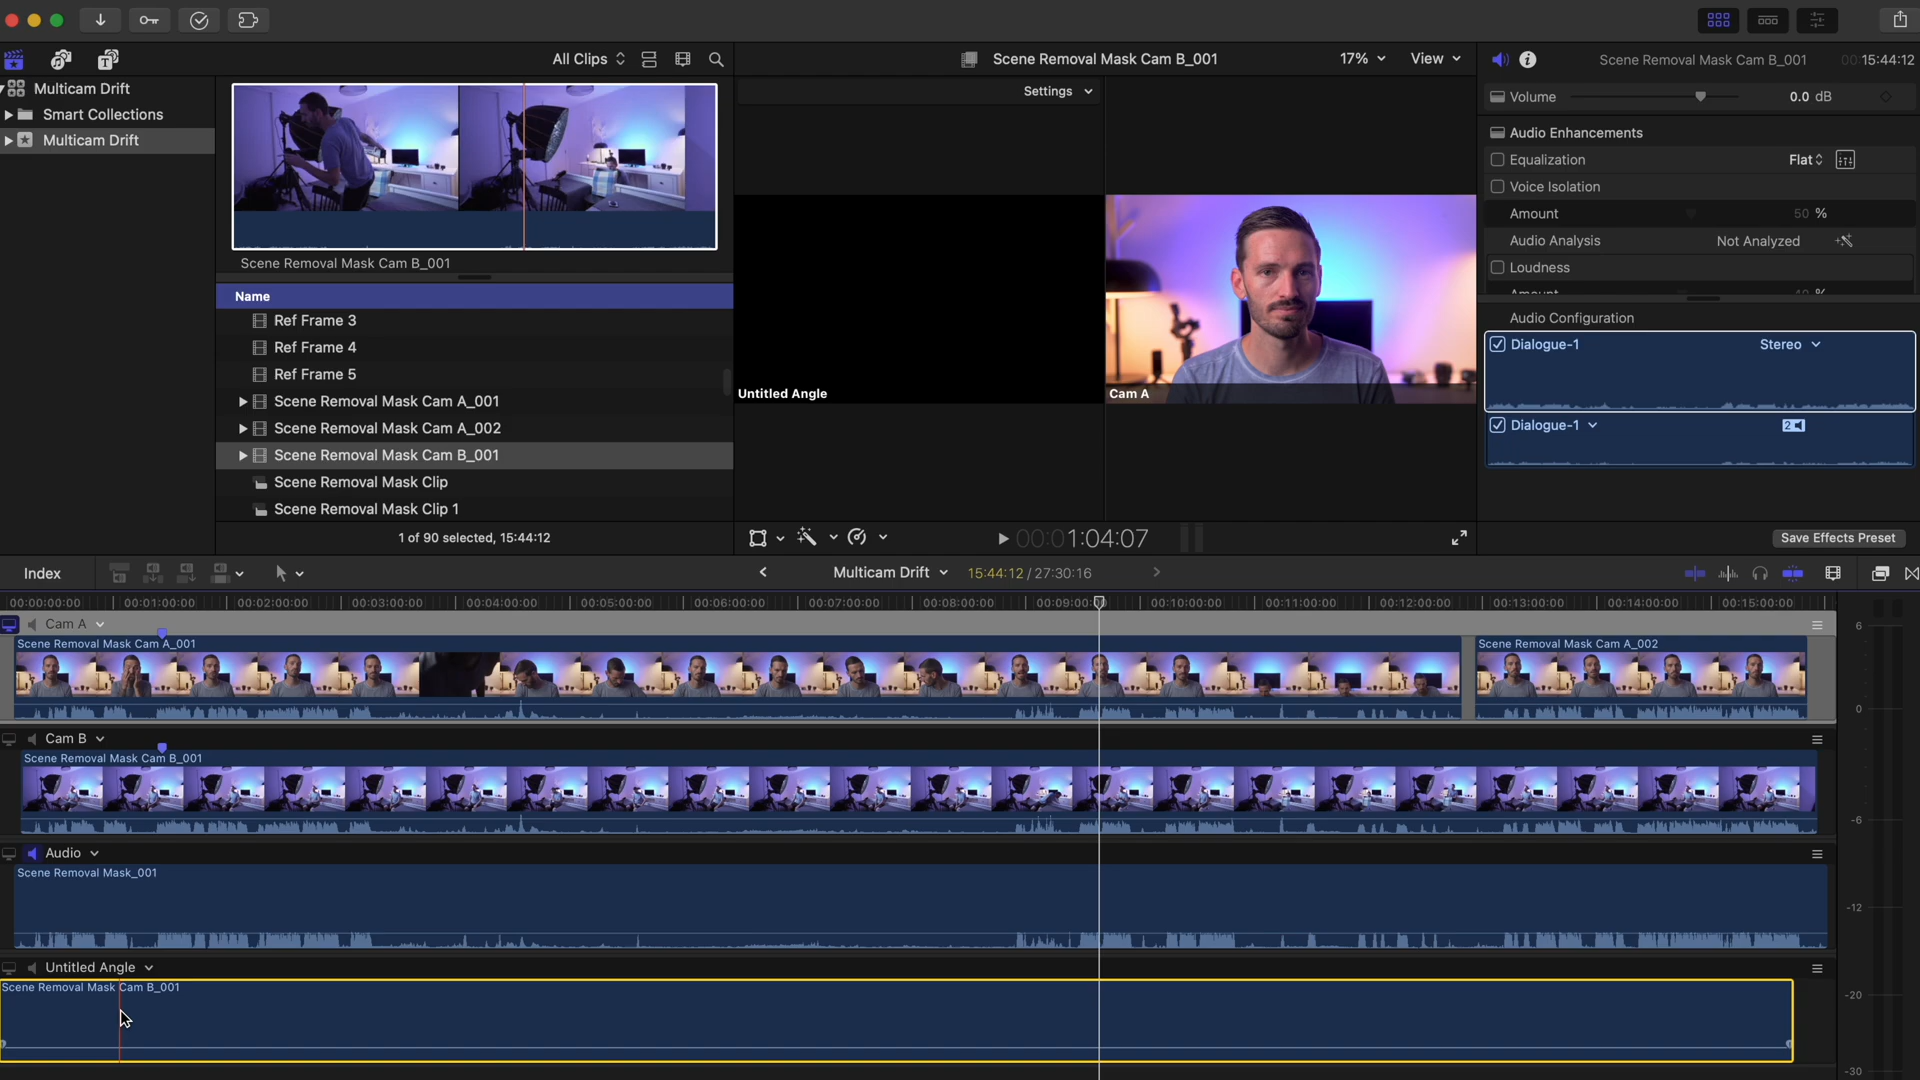 All Clips
Scene Removal Mask Cam B_001
17%
View
Scene Removal Mask Cam B_001
00:15:44:12
Multicam Drift
Smart Collections
Multicam Drift
Scene Removal Mask Cam B_001
Name
Ref Frame 3
Ref Frame 4
Ref Frame 5
Scene Removal Mask Cam A_001
Scene Removal Mask Cam A_002
Scene Removal Mask Cam B_001
Scene Removal Mask Clip
Scene Removal Mask Clip 1
1 of 90 selected, 15:44:12
Settings
Untitled Angle
Cam A
00:01:04:07
Volume
0.0 dB
Audio Enhancements
Equalization
Flat
Voice Isolation
Amount
50 %
Audio Analysis
Not Analyzed
Loudness
Amount
40 %
Audio Configuration
Dialogue-1
Stereo
Dialogue-1
2
Save Effects Preset
Index
Multicam Drift
15:44:12 / 27:30:16
00:00:00:00
00:01:00:00
00:02:00:00
00:03:00:00
00:04:00:00
00:05:00:00
00:06:00:00
00:07:00:00
00:08:00:00
00:10:00:00
00:11:00:00
00:12:00:00
00:13:00:00
00:14:00:00
00:15:00:00
Cam A
Scene Removal Mask Cam A_001
Scene Removal Mask Cam A_002
Cam B
Scene Removal Mask Cam B_001
Audio
Scene Removal Mask_001
Untitled Angle
Scene Removal Mask Cam B_001
6
0
-6
-12
-20
-30